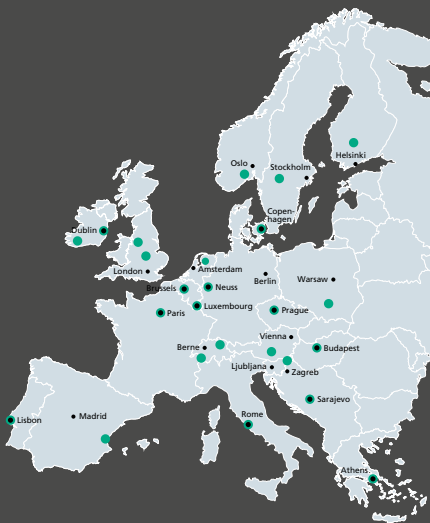 Oslo
Stockholm
Helsinki
Copen-
hagen
Dublin
London
Amsterdam
Berlin
Warsaw
Brussels
Neuss
Luxembourg
Prague
Paris
Vienna
Berne
Budapest
Ljubljana
Zagreb
Sarajevo
Rome
Madrid
Lisbon
Athens